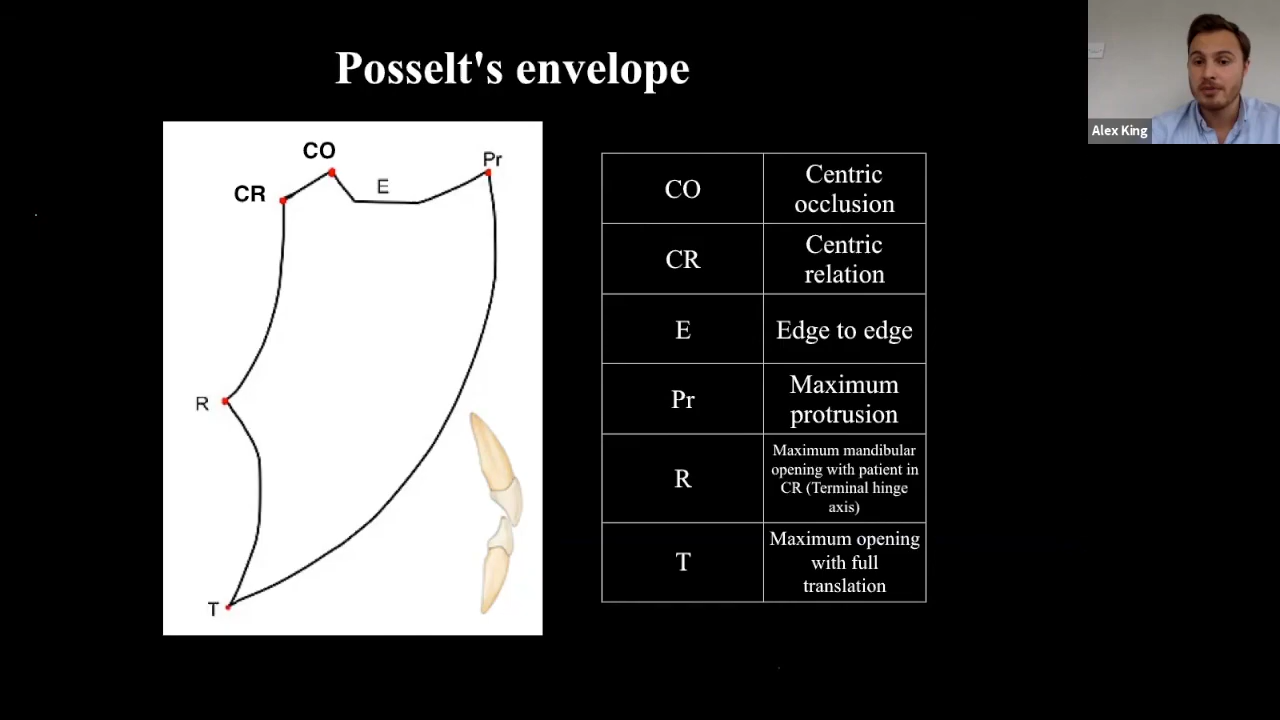 Posselt's envelope
Alex King
CO
Pr
CR
E
R
T
CO
Centric
occlusion
CR
Centric
relation
E
Edge to edge
Pr
Maximum
protrusion
R
Maximum mandibular
opening with patient in
CR (Terminal hinge
axis)
T
Maximum opening
with full
translation